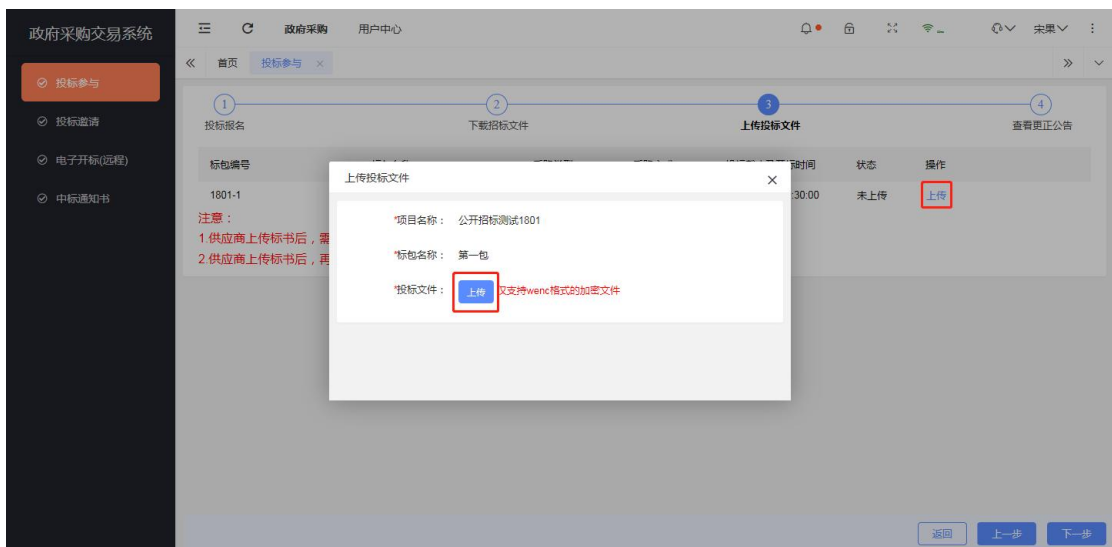 政府采购交易系统
政府采购 用户中心 宋果
首页 投标参与 ×
投标参与
投标邀请
电子开标(远程)
中标通知书
1 2 3 4
投标报名 下载招标文件 上传投标文件 查看更正公告
标包编号 标时间 状态 操作
1801-1 :30:00 未上传 上传
注意：
1.供应商上传标书后，需
2.供应商上传标书后，再
上传投标文件 ×
*项目名称： 公开招标测试1801
*标包名称： 第一包
*投标文件： 上传 仅支持wenc格式的加密文件
返回 上一步 下一步